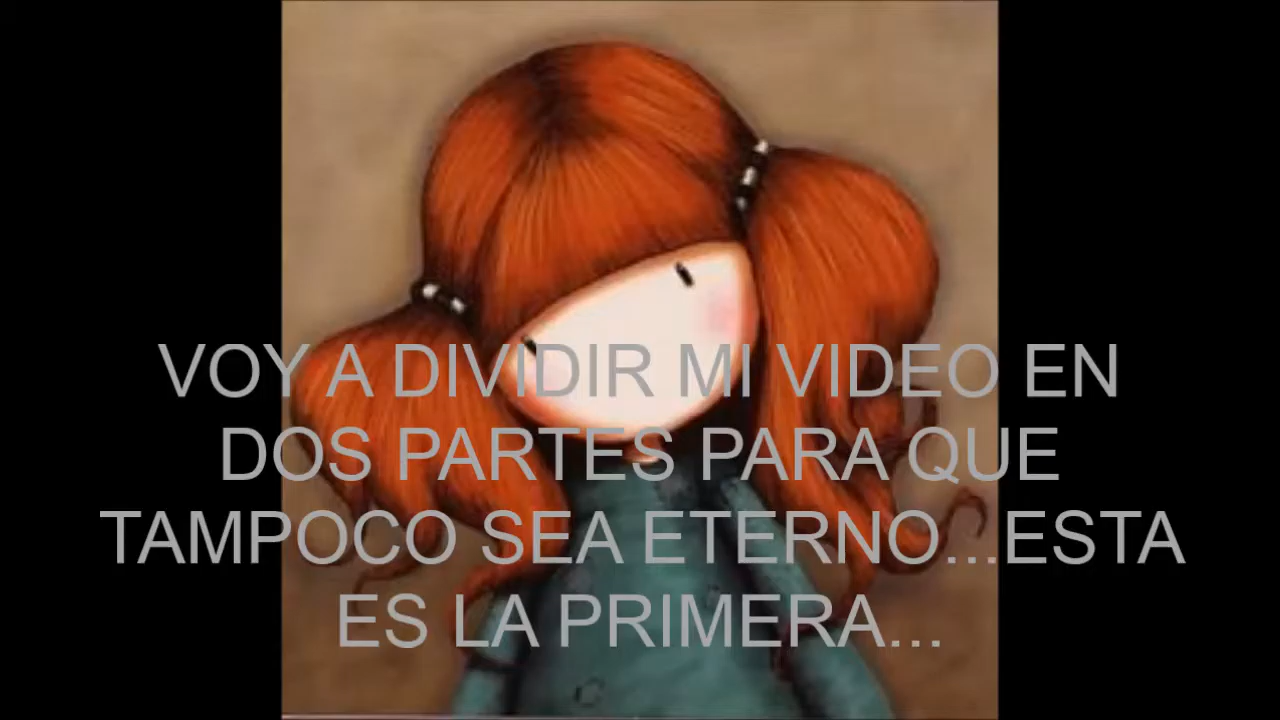 VOY A DIVIDIR MI VIDEO EN
DOS PARTES PARA QUE
TAMPOCO SEA ETERNO...ESTA
ES LA PRIMERA...